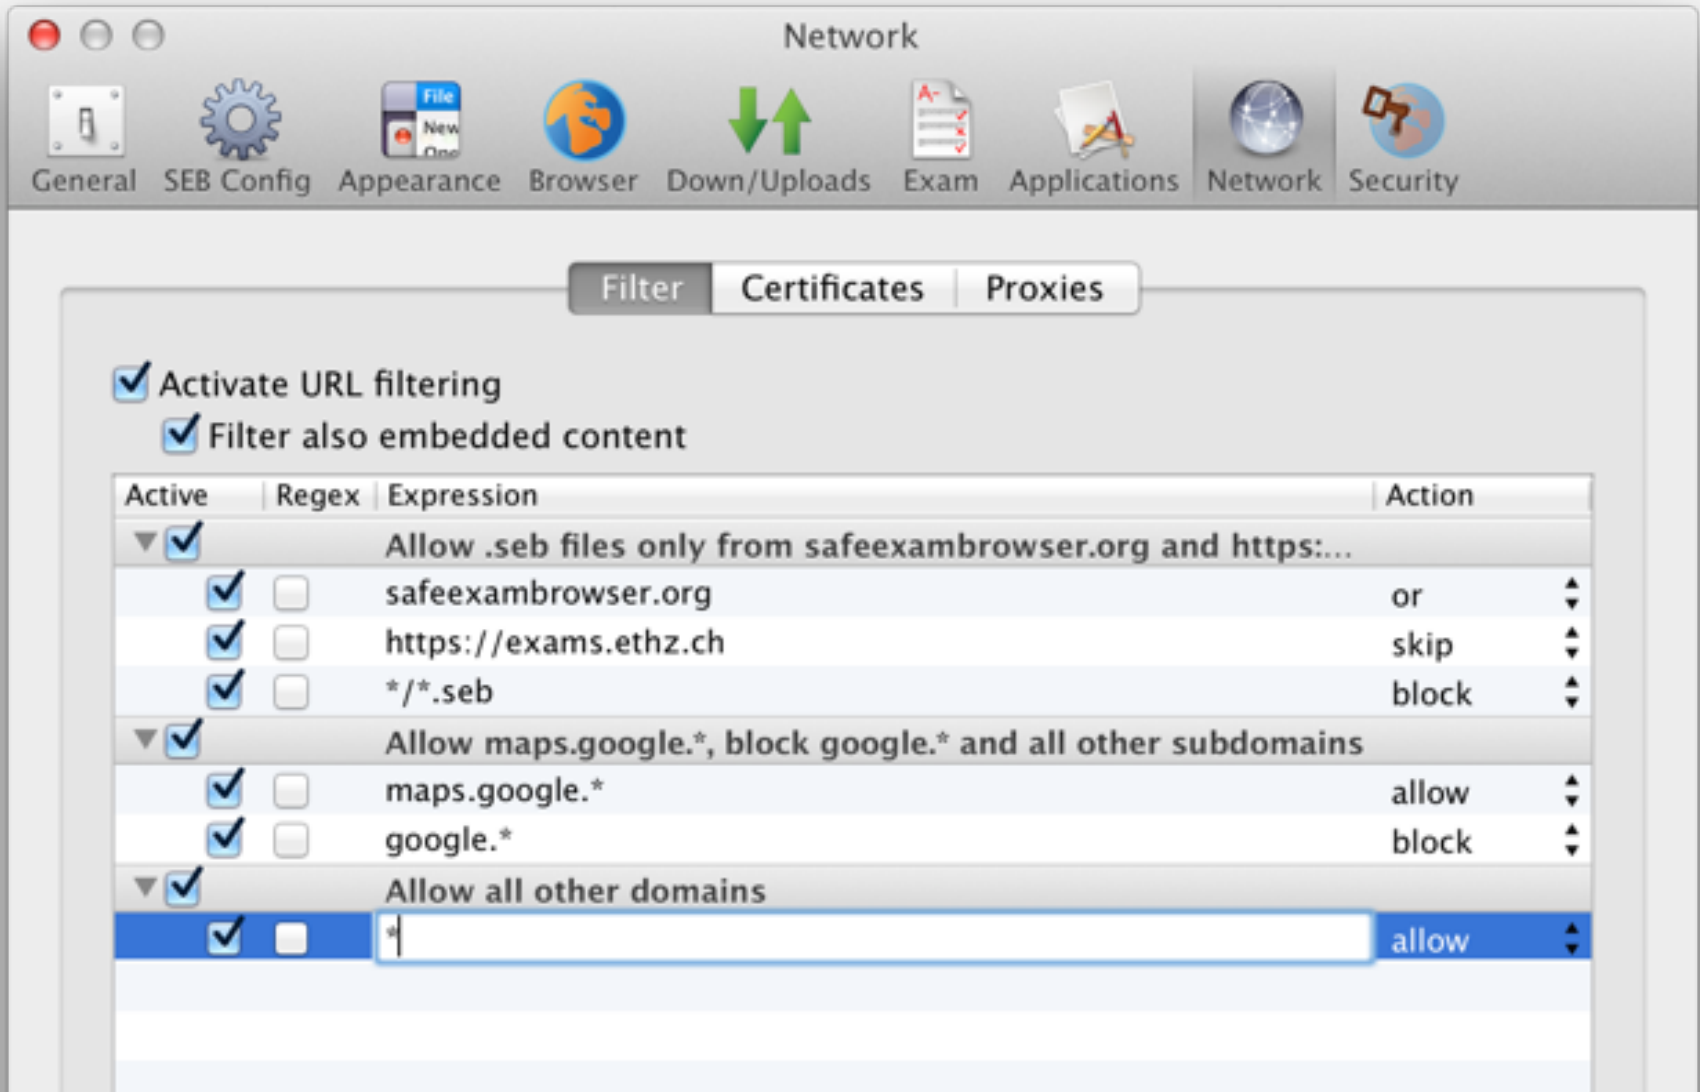 Network
File
New
A-
General SEB Config Appearance Browser Down/Uploads Exam Applications Network Security
Filter Certificates Proxies
Activate URL filtering
Filter also embedded content
Active Regex Expression Action
Allow .seb files only from safeexambrowser.org and https:...
safeexambrowser.org or
https://exams.ethz.ch skip
*/*.seb block
Allow maps.google.*, block google.* and all other subdomains
maps.google.* allow
google.* block
Allow all other domains
* allow